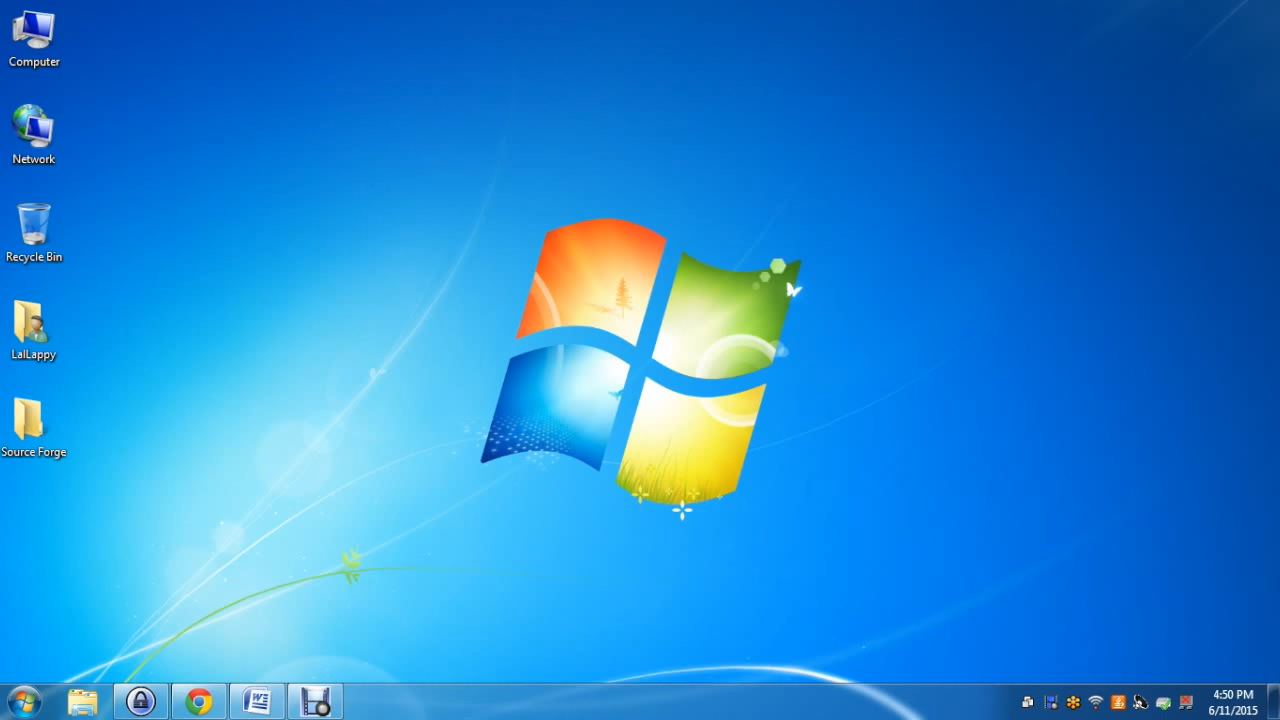 Computer
Network
Recycle Bin
LalLappy
Source Forge
4:50 PM
6/11/2015